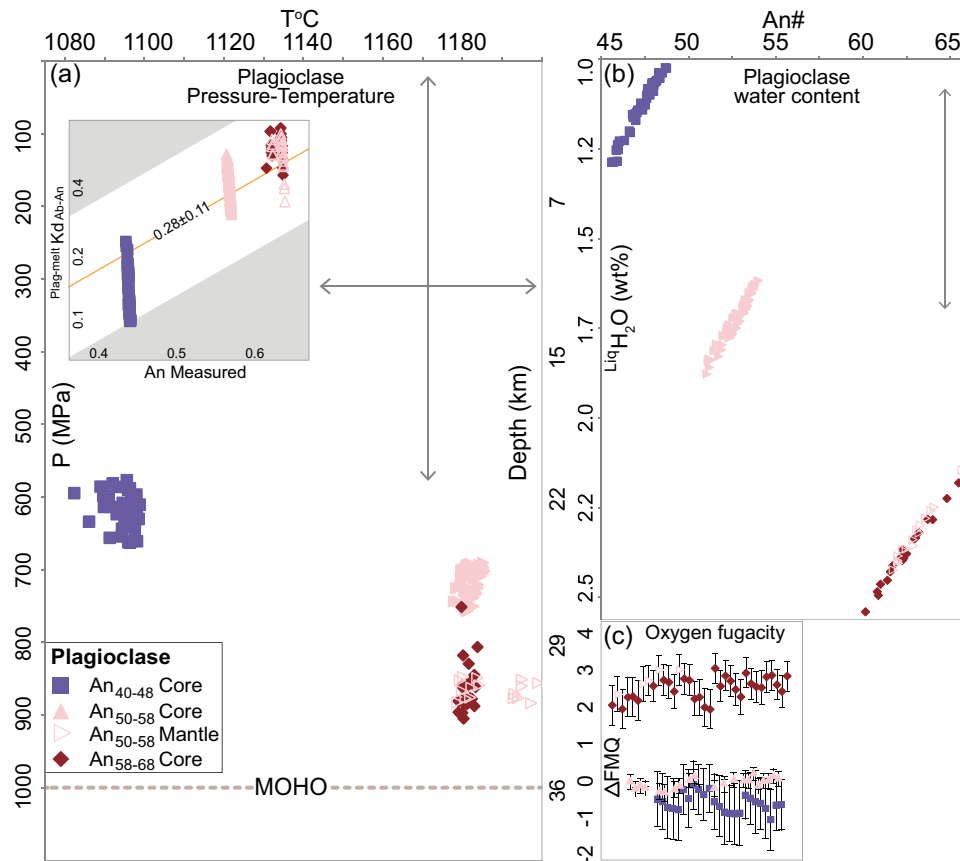 T°C
1080 1100 1120 1140 1160 1180
(a) Plagioclase
Pressure-Temperature
100
200
300
400
500
600
700
800
900
1000
P (MPa)
0.4
0.2
0.1
Plag-melt Kd Ab-An
0.28±0.11
0.4 0.5 0.6
An Measured
7
15
22
29
36
Depth (km)
Plagioclase
An40-48 Core
An50-58 Core
An50-58 Mantle
An58-68 Core
MOHO
An#
45 50 55 60 65
(b) Plagioclase
water content
1.0
1.2
1.5
1.7
2.0
2.2
2.5
LiqH2O (wt%)
(c) Oxygen fugacity
4
3
2
1
0
-1
-2
ΔFMQ